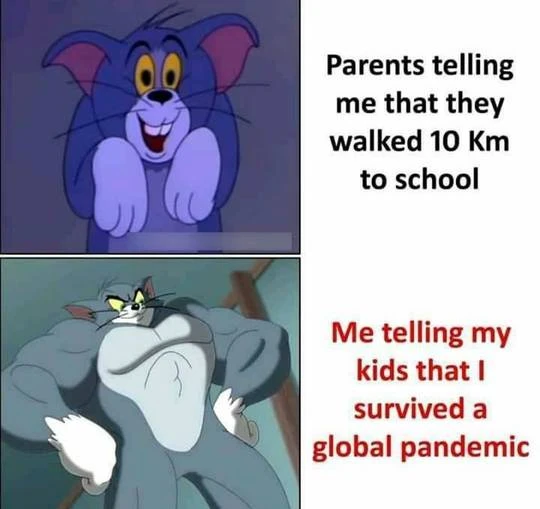 Parents telling
me that they
walked 10 Km
to school
Me telling my
kids that I
survived a
global pandemic